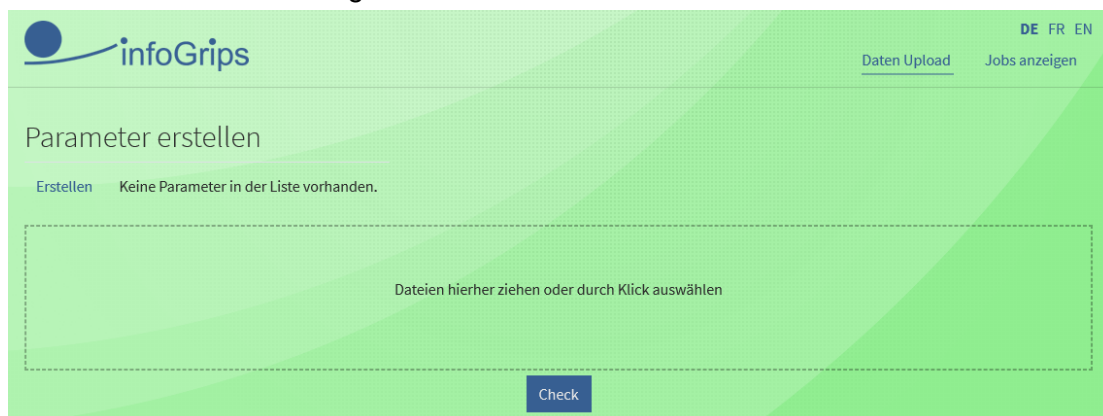 infoGrips
DE FR EN
Daten Upload Jobs anzeigen
Parameter erstellen
Erstellen Keine Parameter in der Liste vorhanden.
Dateien hierher ziehen oder durch Klick auswählen
Check